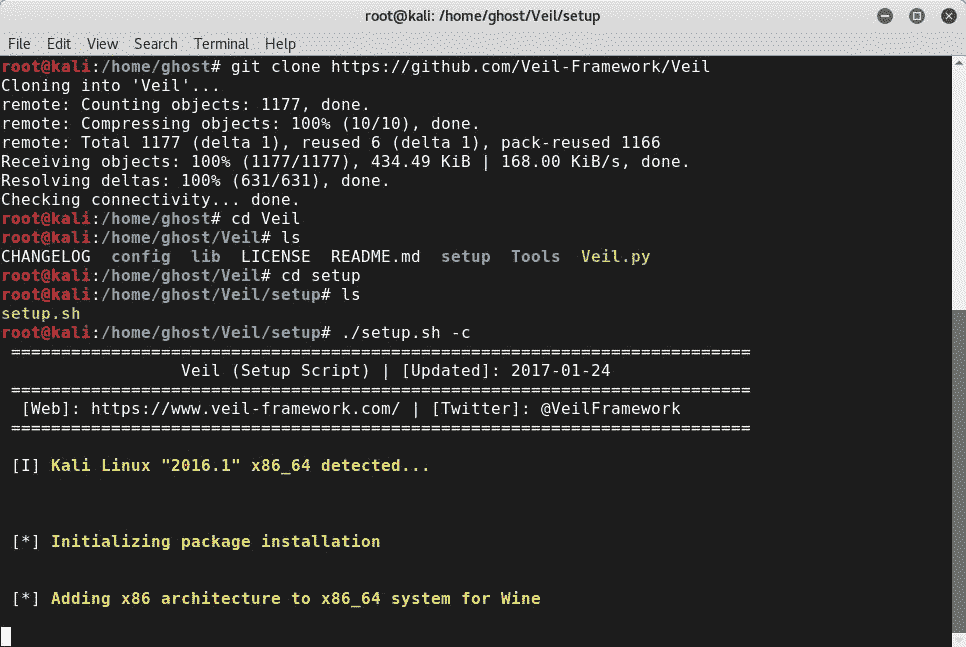 root@kali: /home/ghost/Veil/setup
File Edit View Search Terminal Help
root@kali:/home/ghost# git clone https://github.com/Veil-Framework/Veil
Cloning into 'Veil'...
remote: Counting objects: 1177, done.
remote: Compressing objects: 100% (10/10), done.
remote: Total 1177 (delta 1), reused 6 (delta 1), pack-reused 1166
Receiving objects: 100% (1177/1177), 434.49 KiB | 168.00 KiB/s, done.
Resolving deltas: 100% (631/631), done.
Checking connectivity... done.
root@kali:/home/ghost# cd Veil
root@kali:/home/ghost/Veil# ls
CHANGELOG config lib LICENSE README.md setup Tools Veil.py
root@kali:/home/ghost/Veil# cd setup
root@kali:/home/ghost/Veil/setup# ls
setup.sh
root@kali:/home/ghost/Veil/setup# ./setup.sh -c
==========================================================================
Veil (Setup Script) | [Updated]: 2017-01-24
==========================================================================
[Web]: https://www.veil-framework.com/ | [Twitter]: @VeilFramework
==========================================================================
[I] Kali Linux "2016.1" x86_64 detected...
[*] Initializing package installation
[*] Adding x86 architecture to x86_64 system for Wine